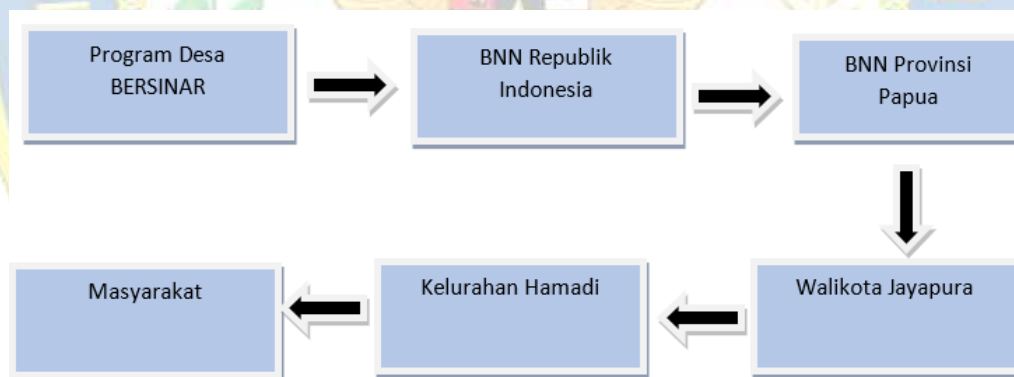 Program Desa
BERSINAR
BNN Republik
Indonesia
BNN Provinsi
Papua
Walikota Jayapura
Kelurahan Hamadi
Masyarakat